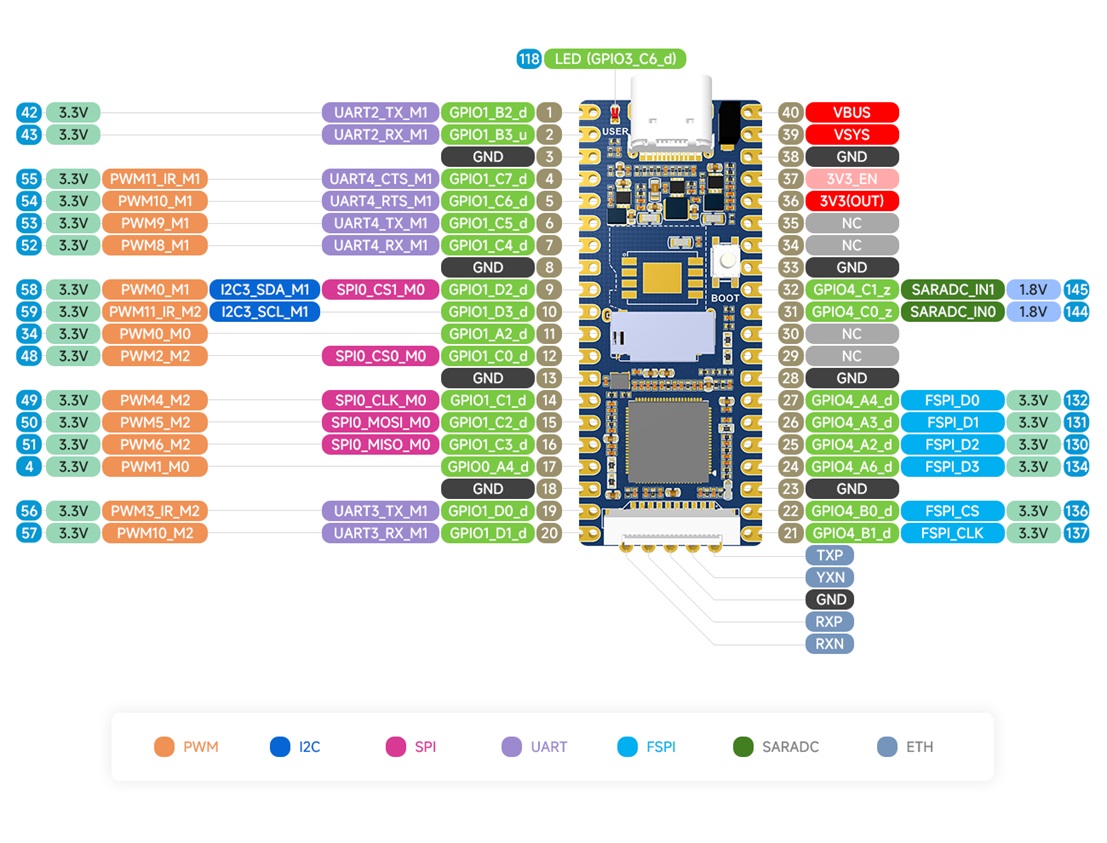 118 LED (GPIO3_C6_d)
42 3.3V UART2_TX_M1 GPIO1_B2_d 1 40 VBUS
43 3.3V UART2_RX_M1 GPIO1_B3_u 2 USER 39 VSYS
GND 3 38 GND
55 3.3V PWM11_IR_M1 UART4_CTS_M1 GPIO1_C7_d 4 37 3V3_EN
54 3.3V PWM10_M1 UART4_RTS_M1 GPIO1_C6_d 5 36 3V3(OUT)
53 3.3V PWM9_M1 UART4_TX_M1 GPIO1_C5_d 6 35 NC
52 3.3V PWM8_M1 UART4_RX_M1 GPIO1_C4_d 7 34 NC
GND 8 33 GND
58 3.3V PWM0_M1 I2C3_SDA_M1 SPI0_CS1_M0 GPIO1_D2_d 9 BOOT 32 GPIO4_C1_z SARADC_IN1 1.8V 145
59 3.3V PWM11_IR_M2 I2C3_SCL_M1 GPIO1_D3_d 10 31 GPIO4_C0_z SARADC_IN0 1.8V 144
34 3.3V PWM0_M0 GPIO1_A2_d 11 30 NC
48 3.3V PWM2_M2 SPI0_CS0_M0 GPIO1_C0_d 12 29 NC
GND 13 28 GND
49 3.3V PWM4_M2 SPI0_CLK_M0 GPIO1_C1_d 14 27 GPIO4_A4_d FSPI_D0 3.3V 132
50 3.3V PWM5_M2 SPI0_MOSI_M0 GPIO1_C2_d 15 26 GPIO4_A3_d FSPI_D1 3.3V 131
51 3.3V PWM6_M2 SPI0_MISO_M0 GPIO1_C3_d 16 25 GPIO4_A2_d FSPI_D2 3.3V 130
4 3.3V PWM1_M0 GPIO0_A4_d 17 24 GPIO4_A6_d FSPI_D3 3.3V 134
GND 18 23 GND
56 3.3V PWM3_IR_M2 UART3_TX_M1 GPIO1_D0_d 19 22 GPIO4_B0_d FSPI_CS 3.3V 136
57 3.3V PWM10_M2 UART3_RX_M1 GPIO1_D1_d 20 21 GPIO4_B1_d FSPI_CLK 3.3V 137
TXP
YXN
GND
RXP
RXN
PWM I2C SPI UART FSPI SARADC ETH